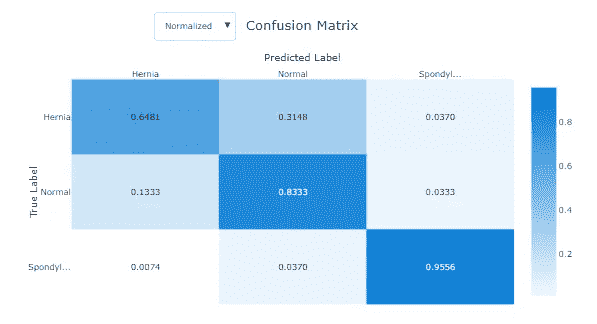 Normalized ▼ Confusion Matrix
Predicted Label
Hernia Normal Spondyl...
Hernia 0.6481 0.3148 0.0370
0.8
0.6
True Label
Normal 0.1333 0.8333 0.0333
0.4
0.2
Spondyl... 0.0074 0.0370 0.9556